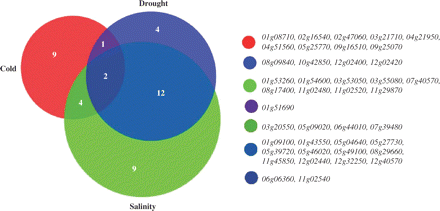 Drought
Cold
Salinity
9
1
4
2
4
12
9
01g08710, 02g16540, 02g47060, 03g21710, 04g21950,
04g51560, 05g25770, 09g16510, 09g25070
08g09840, 10g42850, 12g02400, 12g02420
01g53260, 01g54600, 03g53050, 03g55080, 07g40570,
08g17400, 11g02480, 11g02520, 11g29870
01g51690
03g20550, 05g09020, 06g44010, 07g39480
01g09100, 01g43550, 05g04640, 05g27730,
05g39720, 05g46020, 05g49100, 08g29660,
11g45850, 12g02440, 12g32250, 12g40570
06g06360, 11g02540